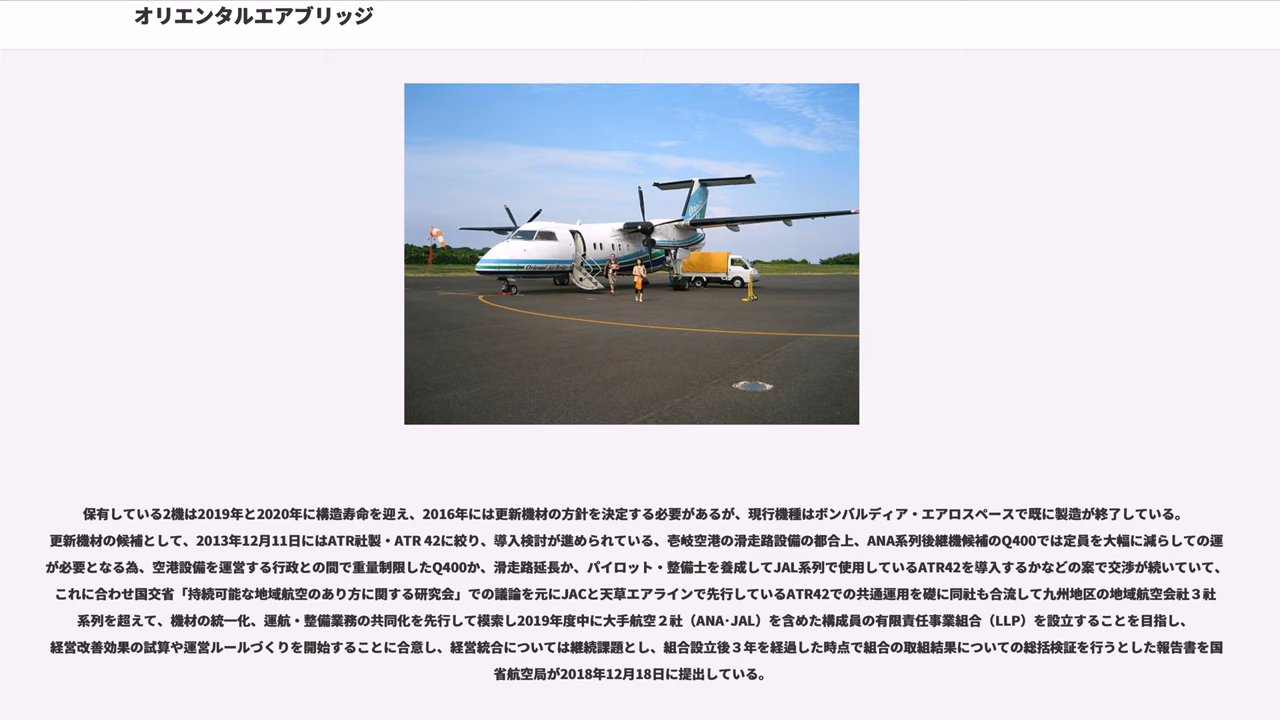 オリエンタルエアブリッジ
保有している2機は2019年と2020年に構造寿命を迎え、2016年には更新機材の方針を決定する必要があるが、現行機種はボンバルディア・エアロスペースで既に製造が終了している。
更新機材の候補として、2013年12月11日にはATR社製・ATR 42に絞り、導入検討が進められている、壱岐空港の滑走路設備の都合上、ANA系列後継機候補のQ400では定員を大幅に減らしての運
が必要となる為、空港設備を運営する行政との間で重量制限したQ400か、滑走路延長か、パイロット・整備士を養成してJAL系列で使用しているATR42を導入するかなどの案で交渉が続いていて、
これに合わせ国交省「持続可能な地域航空のあり方に関する研究会」での議論を元にJACと天草エアラインで先行しているATR42での共通運用を礎に同社も合流して九州地区の地域航空会社３社
系列を超えて、機材の統一化、運航・整備業務の共同化を先行して模索し2019年度中に大手航空２社（ANA･JAL）を含めた構成員の有限責任事業組合（LLP）を設立することを目指し、
経営改善効果の試算や運営ルールづくりを開始することに合意し、経営統合については継続課題とし、組合設立後３年を経過した時点で組合の取組結果についての総括検証を行うとした報告書を国
省航空局が2018年12月18日に提出している。